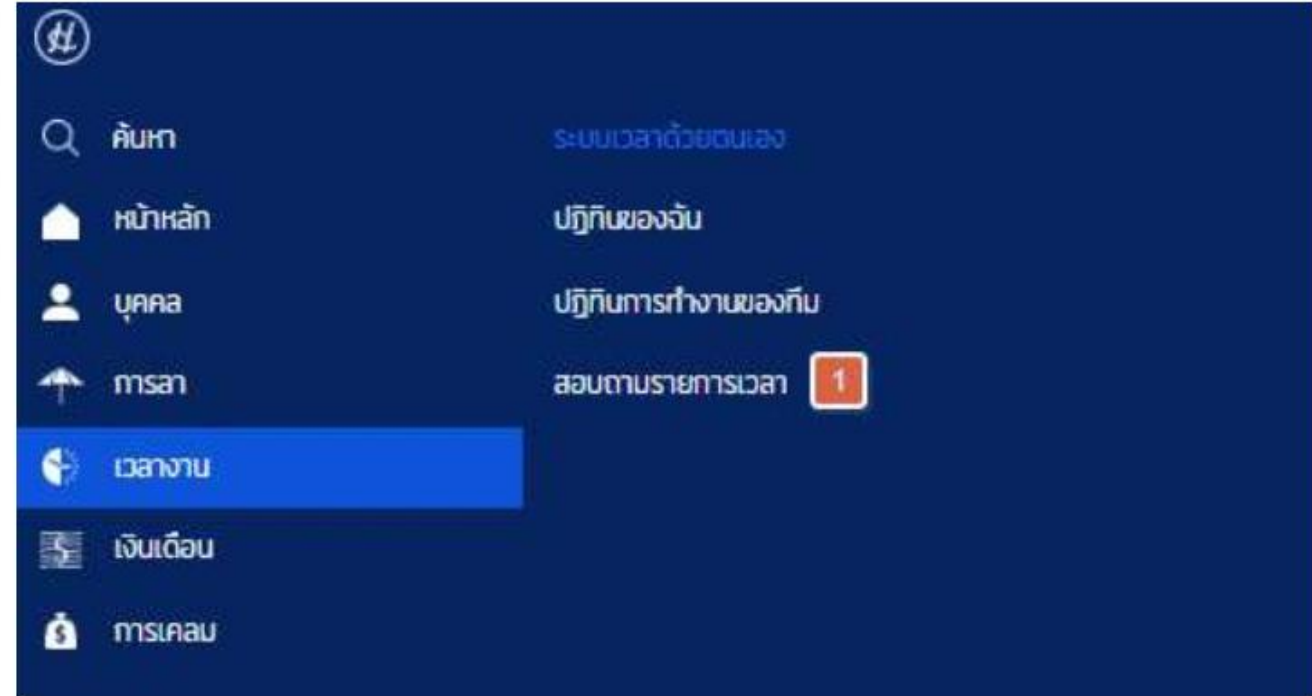 ค้นหา
ระบบเวลาด้วยตนเอง
หน้าหลัก
ปฏิทินของฉัน
บุคคล
ปฏิทินการทำงานของทีม
การลา
สอบถามรายการเวลา 1
เวลางาน
เงินเดือน
การเคลม